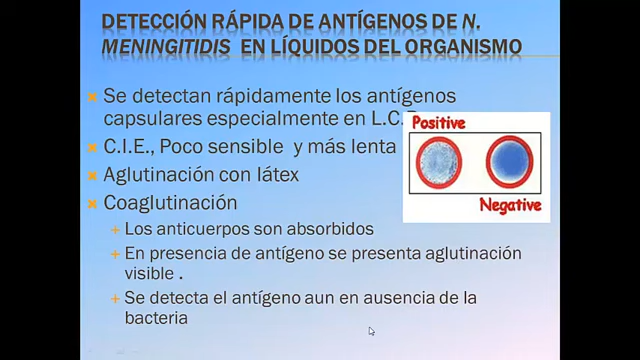 DETECCIÓN RÁPIDA DE ANTÍGENOS DE N.
MENINGITIDIS EN LÍQUIDOS DEL ORGANISMO
Se detectan rápidamente los antígenos
capsulares especialmente en L.C.
C.I.E., Poco sensible y más lenta
Aglutinación con látex
Coaglutinación
Los anticuerpos son absorbidos
En presencia de antígeno se presenta aglutinación
visible .
Se detecta el antígeno aun en ausencia de la
bacteria
Positive
Negative